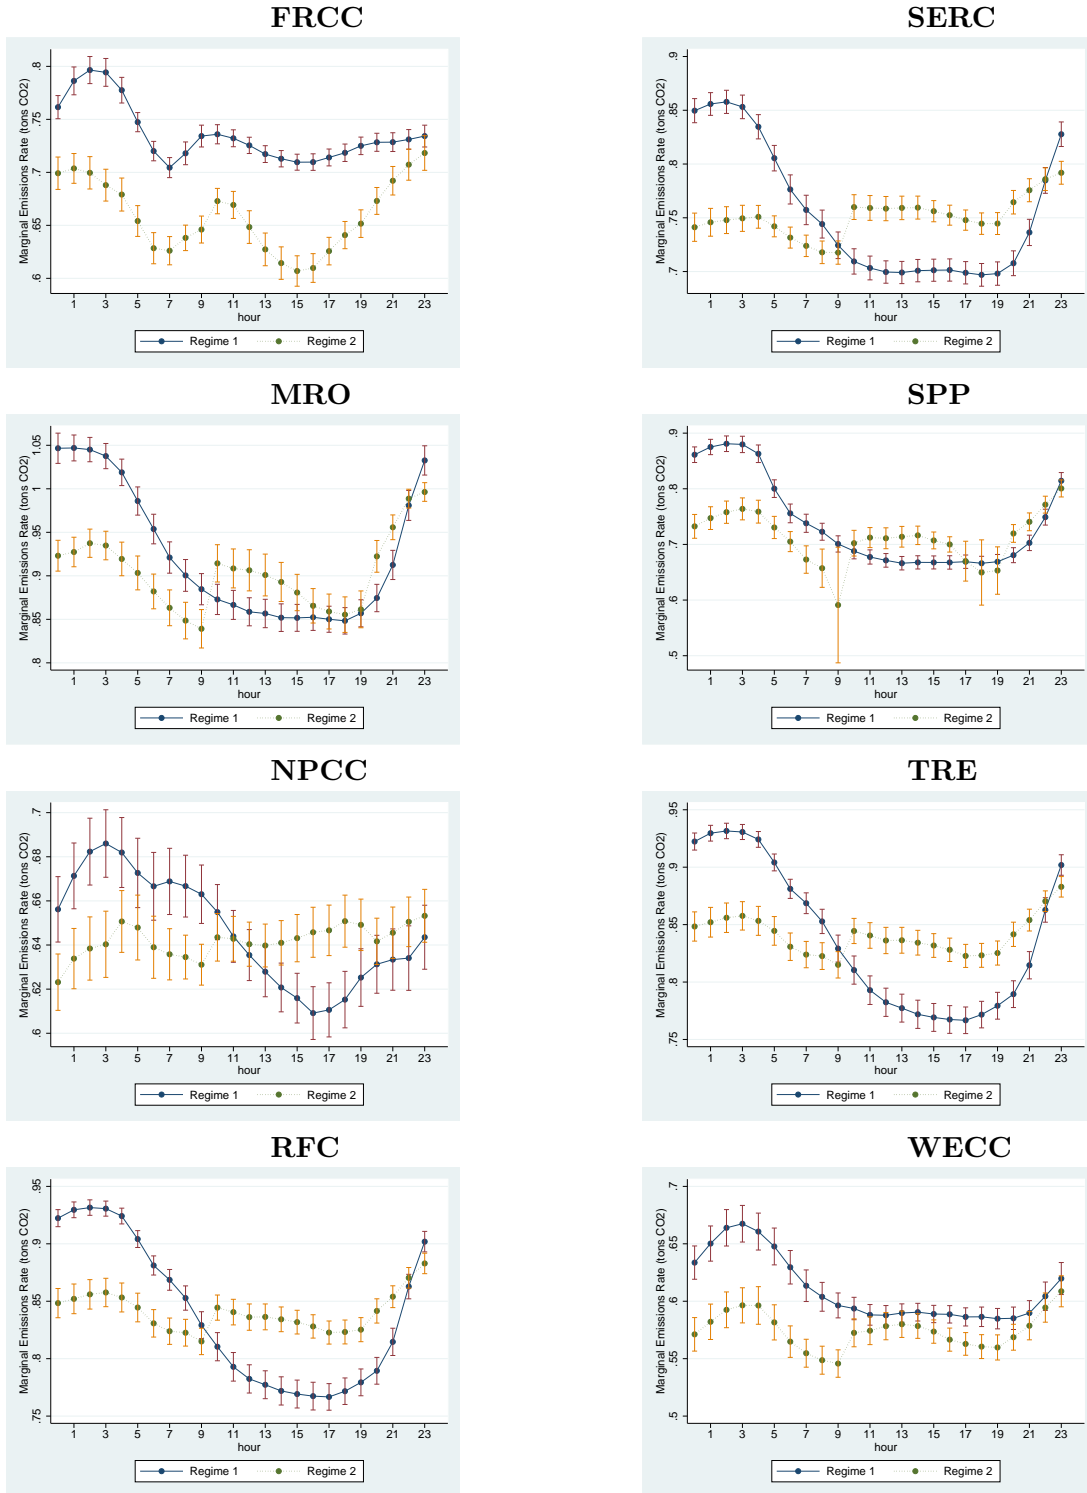 FRCC
Marginal Emissions Rate (tons CO2)
.8
.75
.7
.65
.6
1 3 5 7 9 11 13 15 17 19 21 23
hour
Regime 1 Regime 2
SERC
Marginal Emissions Rate (tons CO2)
.9
.85
.8
.75
.7
1 3 5 7 9 11 13 15 17 19 21 23
hour
Regime 1 Regime 2
MRO
Marginal Emissions Rate (tons CO2)
1.05
1
.95
.9
.85
.8
1 3 5 7 9 11 13 15 17 19 21 23
hour
Regime 1 Regime 2
SPP
Marginal Emissions Rate (tons CO2)
.9
.8
.7
.6
.5
1 3 5 7 9 11 13 15 17 19 21 23
hour
Regime 1 Regime 2
NPCC
Marginal Emissions Rate (tons CO2)
.7
.68
.66
.64
.62
.6
1 3 5 7 9 11 13 15 17 19 21 23
hour
Regime 1 Regime 2
TRE
Marginal Emissions Rate (tons CO2)
.95
.9
.85
.8
.75
1 3 5 7 9 11 13 15 17 19 21 23
hour
Regime 1 Regime 2
RFC
Marginal Emissions Rate (tons CO2)
.95
.9
.85
.8
.75
1 3 5 7 9 11 13 15 17 19 21 23
hour
Regime 1 Regime 2
WECC
Marginal Emissions Rate (tons CO2)
.7
.65
.6
.55
.5
1 3 5 7 9 11 13 15 17 19 21 23
hour
Regime 1 Regime 2